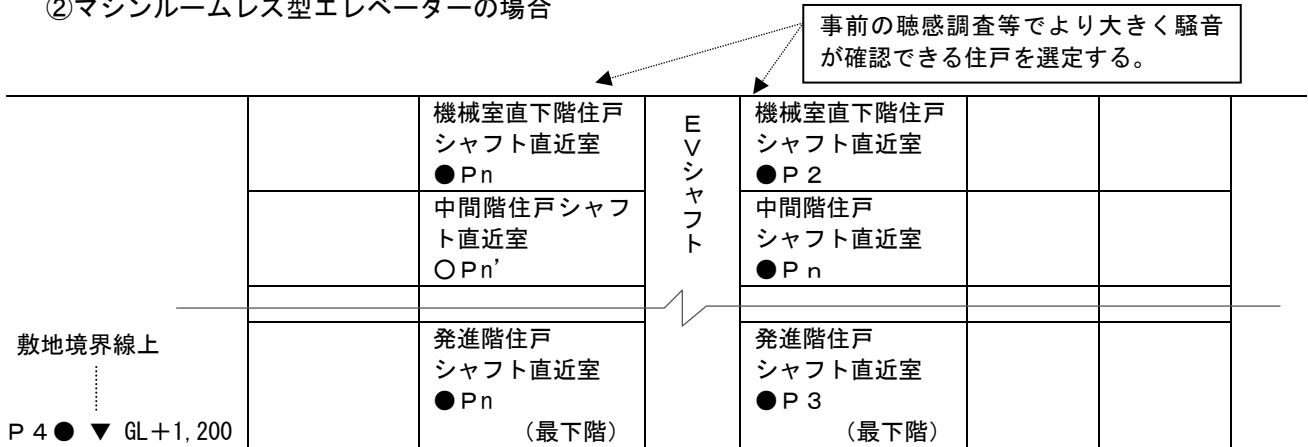 ②マシンルームレス型エレベーターの場合
事前の聴感調査等でより大きく騒音
が確認できる住戸を選定する。
機械室直下階住戸
シャフト直近室
●Pn
EVシャフト
機械室直下階住戸
シャフト直近室
●P2
中間階住戸シャフ
ト直近室
○Pn'
中間階住戸
シャフト直近室
●Pn
敷地境界線上
P4● ▼ GL+1,200
発進階住戸
シャフト直近室
●Pn
(最下階)
発進階住戸
シャフト直近室
●P3
(最下階)